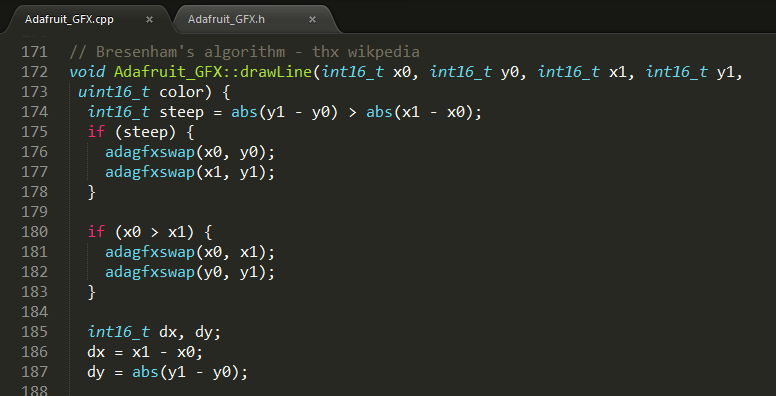 Adafruit_GFX.cpp × Adafruit_GFX.h ×
171 // Bresenham's algorithm - thx wikpedia
172 void Adafruit_GFX::drawLine(int16_t x0, int16_t y0, int16_t x1, int16_t y1,
173  uint16_t color) {
174   int16_t steep = abs(y1 - y0) > abs(x1 - x0);
175   if (steep) {
176     adagfxswap(x0, y0);
177     adagfxswap(x1, y1);
178   }
179
180   if (x0 > x1) {
181     adagfxswap(x0, x1);
182     adagfxswap(y0, y1);
183   }
184
185   int16_t dx, dy;
186   dx = x1 - x0;
187   dy = abs(y1 - y0);
188